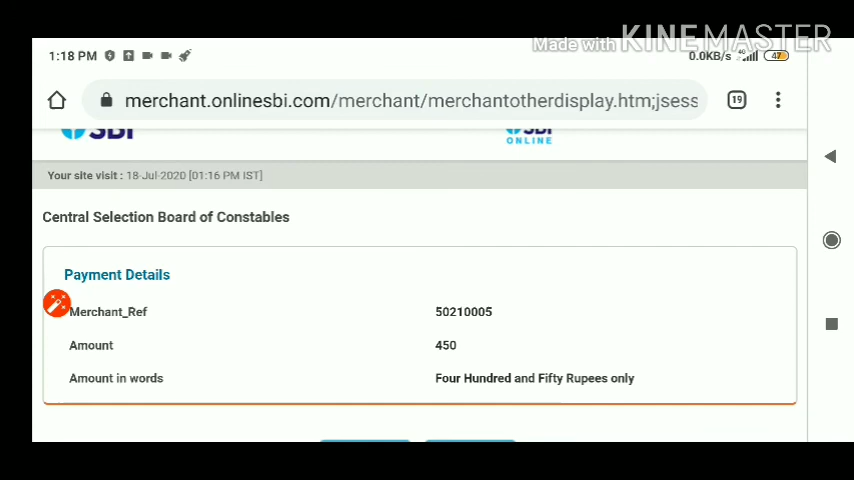 Made with KINEMASTER
1:18 PM 0.0KB/s 4G 47
merchant.onlinesbi.com/merchant/merchantotherdisplay.htm;jsess 19
SBI SBI
ONLINE
Your site visit : 18-Jul-2020 [01:16 PM IST]
Central Selection Board of Constables
Payment Details
Merchant_Ref 50210005
Amount 450
Amount in words Four Hundred and Fifty Rupees only